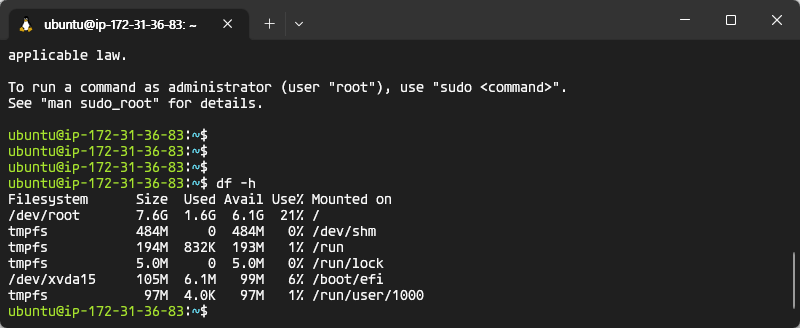 ubuntu@ip-172-31-36-83: ~
applicable law.
To run a command as administrator (user "root"), use "sudo <command>".
See "man sudo_root" for details.
ubuntu@ip-172-31-36-83:~$
ubuntu@ip-172-31-36-83:~$
ubuntu@ip-172-31-36-83:~$
ubuntu@ip-172-31-36-83:~$ df -h
Filesystem      Size  Used Avail Use% Mounted on
/dev/root       7.6G  1.6G  6.1G  21% /
tmpfs           484M     0  484M   0% /dev/shm
tmpfs           194M  832K  193M   1% /run
tmpfs           5.0M     0  5.0M   0% /run/lock
/dev/xvda15     105M  6.1M   99M   6% /boot/efi
tmpfs            97M  4.0K   97M   1% /run/user/1000
ubuntu@ip-172-31-36-83:~$